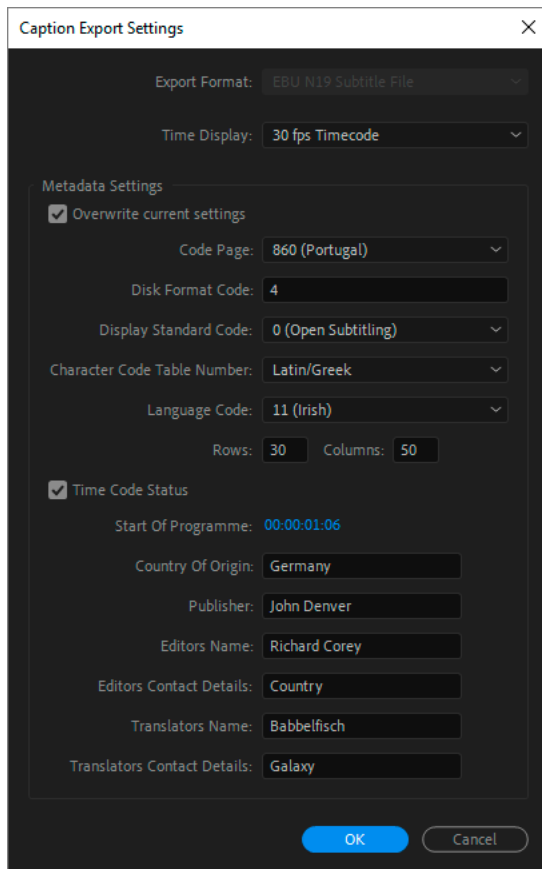 Caption Export Settings
Export Format: EBU N19 Subtitle File
Time Display: 30 fps Timecode
Metadata Settings
Overwrite current settings
Code Page: 860 (Portugal)
Disk Format Code: 4
Display Standard Code: 0 (Open Subtitling)
Character Code Table Number: Latin/Greek
Language Code: 11 (Irish)
Rows: 30 Columns: 50
Time Code Status
Start Of Programme: 00:00:01:06
Country Of Origin: Germany
Publisher: John Denver
Editors Name: Richard Corey
Editors Contact Details: Country
Translators Name: Babbelfisch
Translators Contact Details: Galaxy
OK Cancel